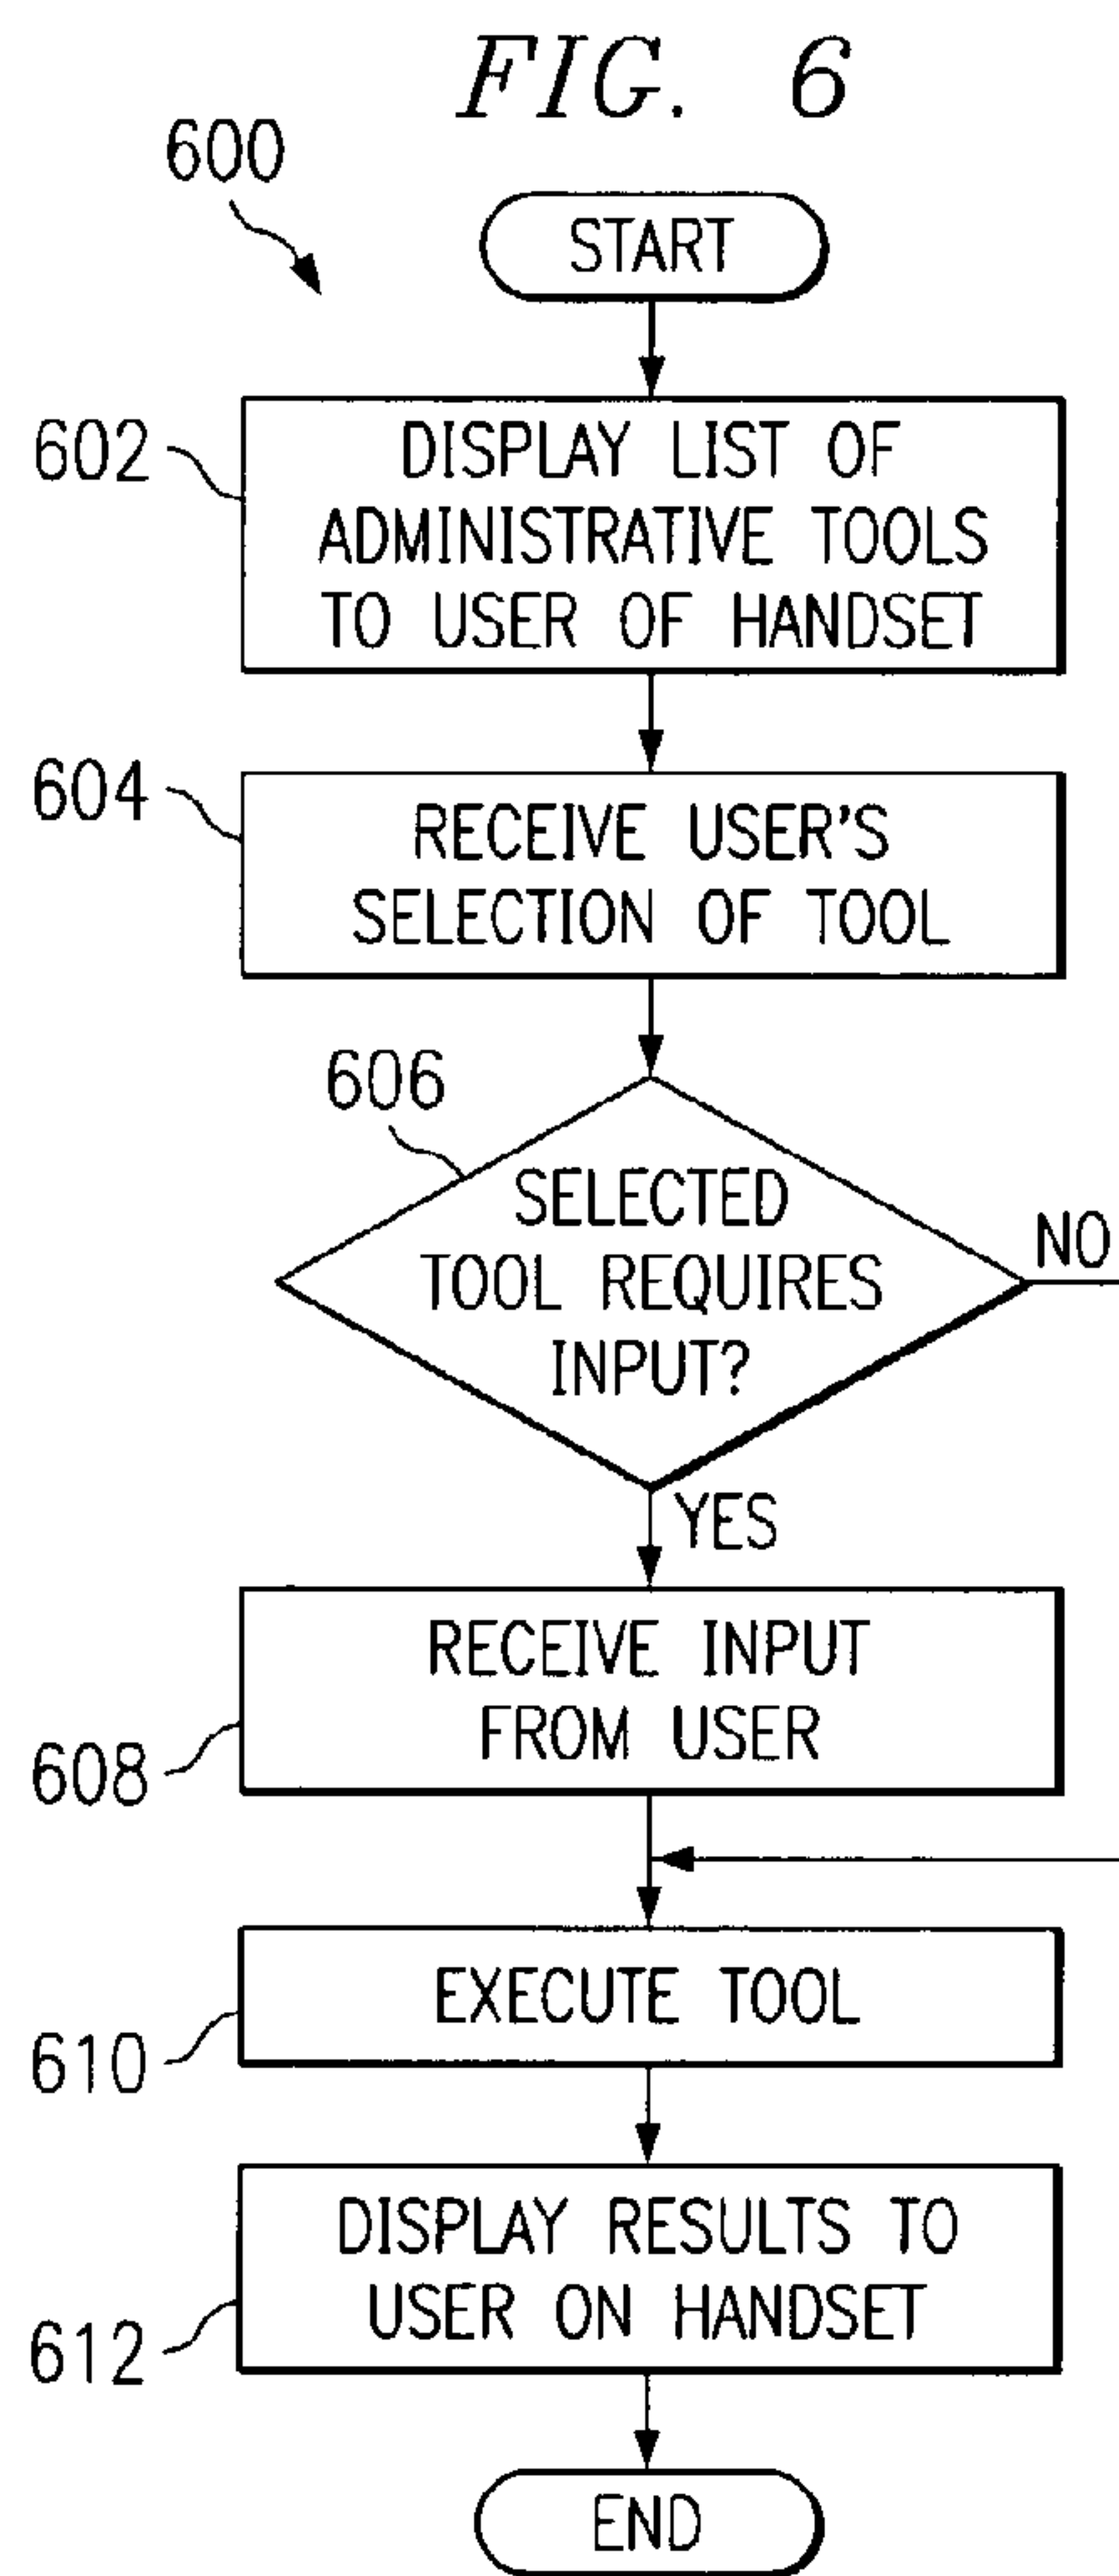 FIG. 6
600
START
602
DISPLAY LIST OF
ADMINISTRATIVE TOOLS
TO USER OF HANDSET
604
RECEIVE USER'S
SELECTION OF TOOL
606
SELECTED
TOOL REQUIRES
INPUT?
NO
YES
RECEIVE INPUT
FROM USER
608
EXECUTE TOOL
610
DISPLAY RESULTS TO
USER ON HANDSET
612
END